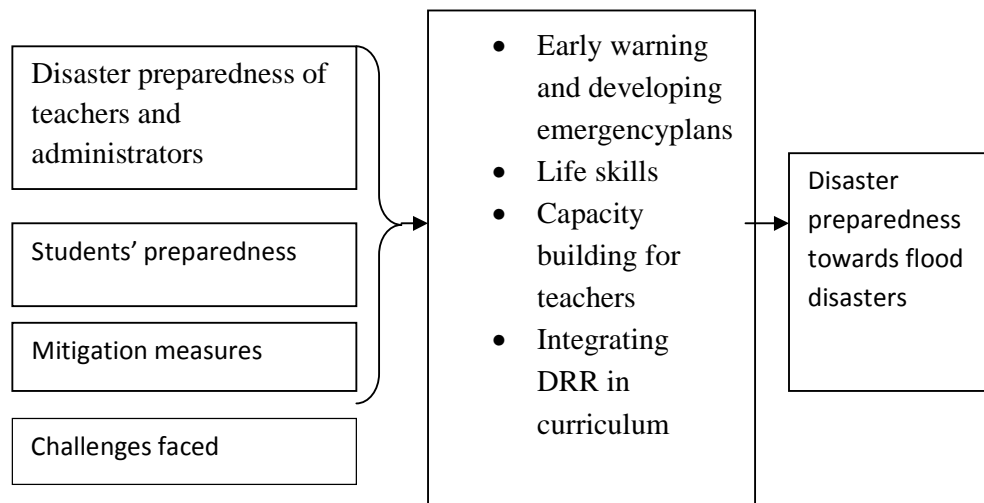 Disaster preparedness of
teachers and
administrators
Students’ preparedness
Mitigation measures
Challenges faced
• Early warning
and developing
emergencyplans
• Life skills
• Capacity
building for
teachers
• Integrating
DRR in
curriculum
Disaster
preparedness
towards flood
disasters